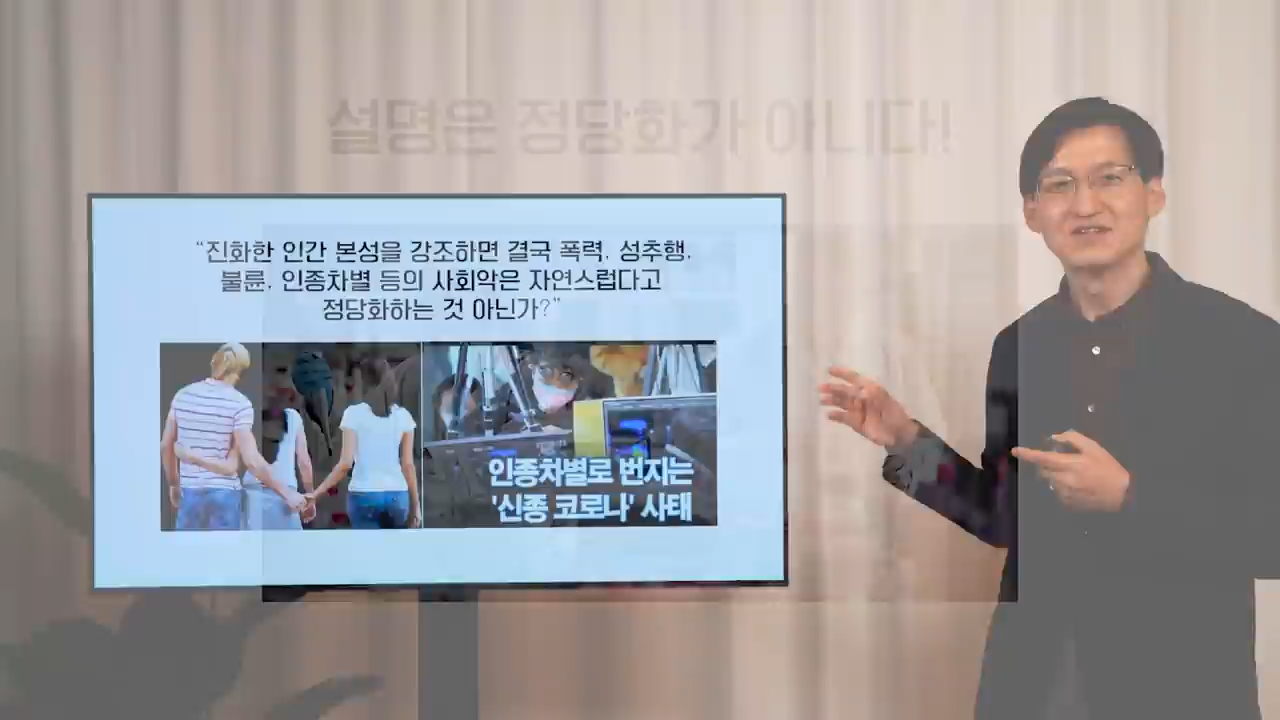 설명은 정당화가 아니다!
“진화한 인간 본성을 강조하면 결국 폭력, 성추행,
불륜, 인종차별 등의 사회악은 자연스럽다고
정당화하는 것 아닌가?”
인종차별로 번지는
'신종 코로나' 사태